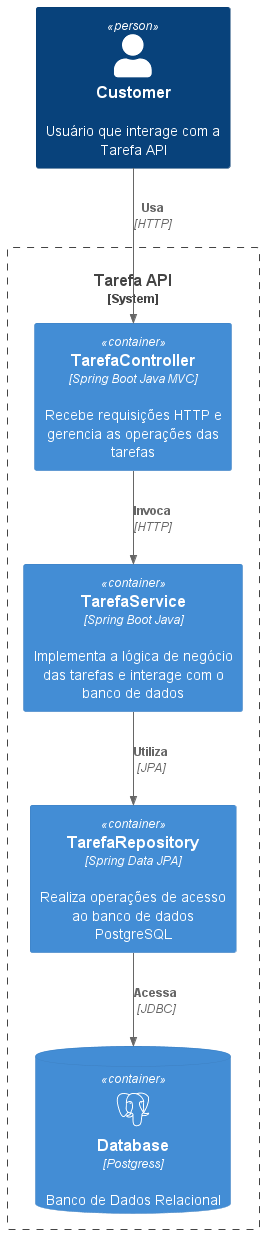 «person»
Customer
Usuário que interage com a
Tarefa API
Usa
[HTTP]
Tarefa API
[System]
«container»
TarefaController
[Spring Boot Java MVC]
Recebe requisições HTTP e
gerencia as operações das
tarefas
Invoca
[HTTP]
«container»
TarefaService
[Spring Boot Java]
Implementa a lógica de negócio
das tarefas e interage com o
banco de dados
Utiliza
[JPA]
«container»
TarefaRepository
[Spring Data JPA]
Realiza operações de acesso
ao banco de dados
PostgreSQL
Acessa
[JDBC]
«container»
Database
[Postgress]
Banco de Dados Relacional